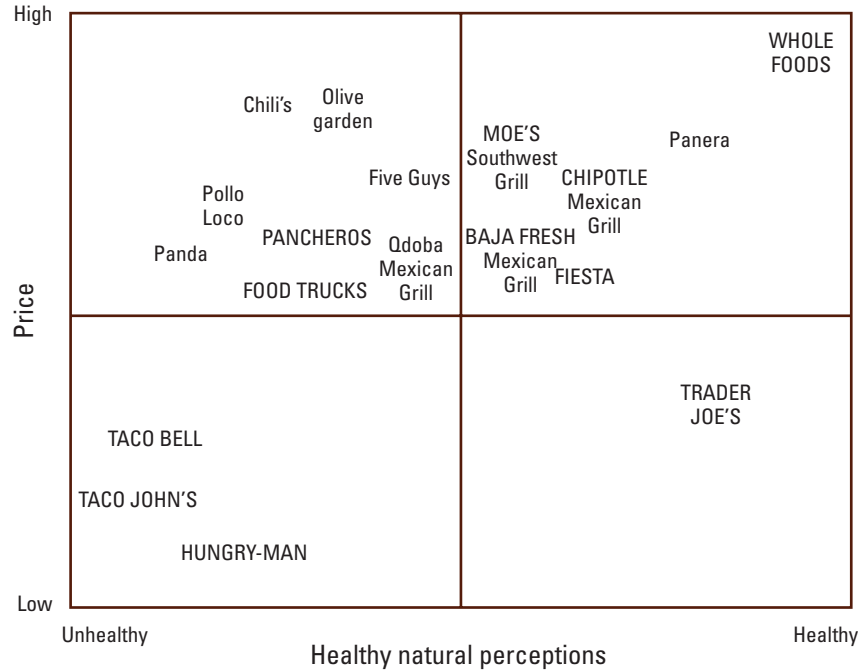 High
WHOLE
FOODS
Chili's
Olive
garden
MOE'S
Southwest
Grill
Panera
Five Guys
CHIPOTLE
Mexican
Grill
Pollo
Loco
PANCHEROS
Qdoba
Mexican
Grill
BAJA FRESH
Mexican
Grill
Panda
FOOD TRUCKS
FIESTA
Price
TRADER
JOE'S
TACO BELL
TACO JOHN'S
HUNGRY-MAN
Low
Unhealthy
Healthy
Healthy natural perceptions